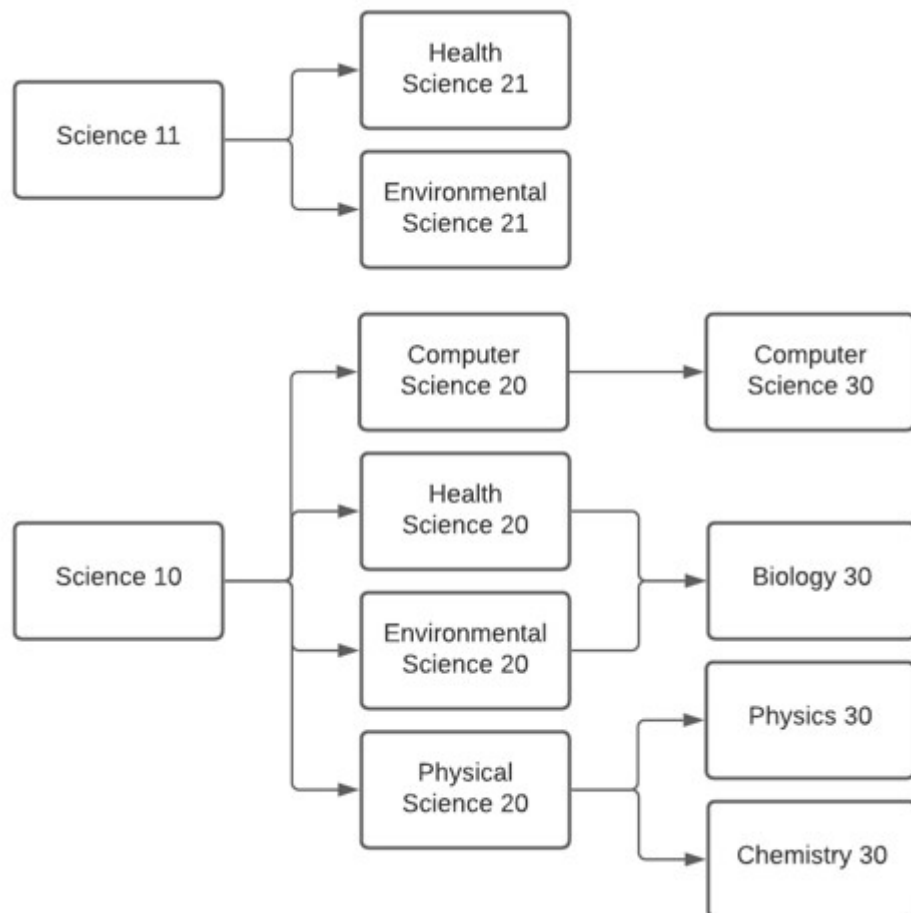 Health
Science 21
Science 11
Environmental
Science 21
Computer
Science 20
Computer
Science 30
Health
Science 20
Science 10
Biology 30
Environmental
Science 20
Physics 30
Physical
Science 20
Chemistry 30